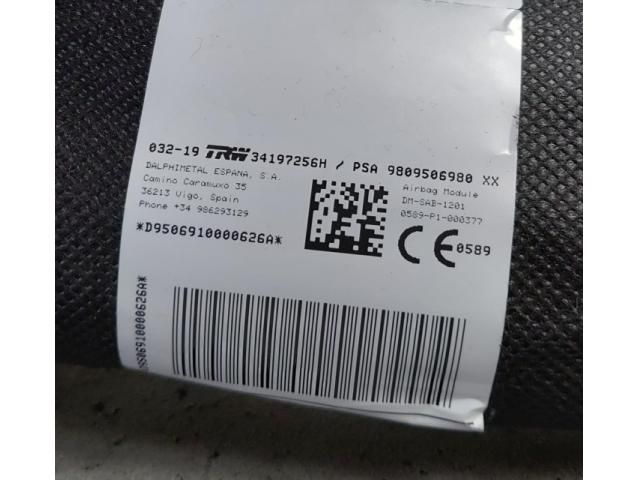 032-19 TRW 34197256H / PSA 9809506980 XX
DALPHIMETAL ESPANA, S.A.
Camino Caramuxo 35
36213 Vigo, Spain
Phone +34 986293129
Airbag Module
DM-SAB-1201
0589-P1-000377
CE 0589
*D9506910000626A*
*D9506910000626A*